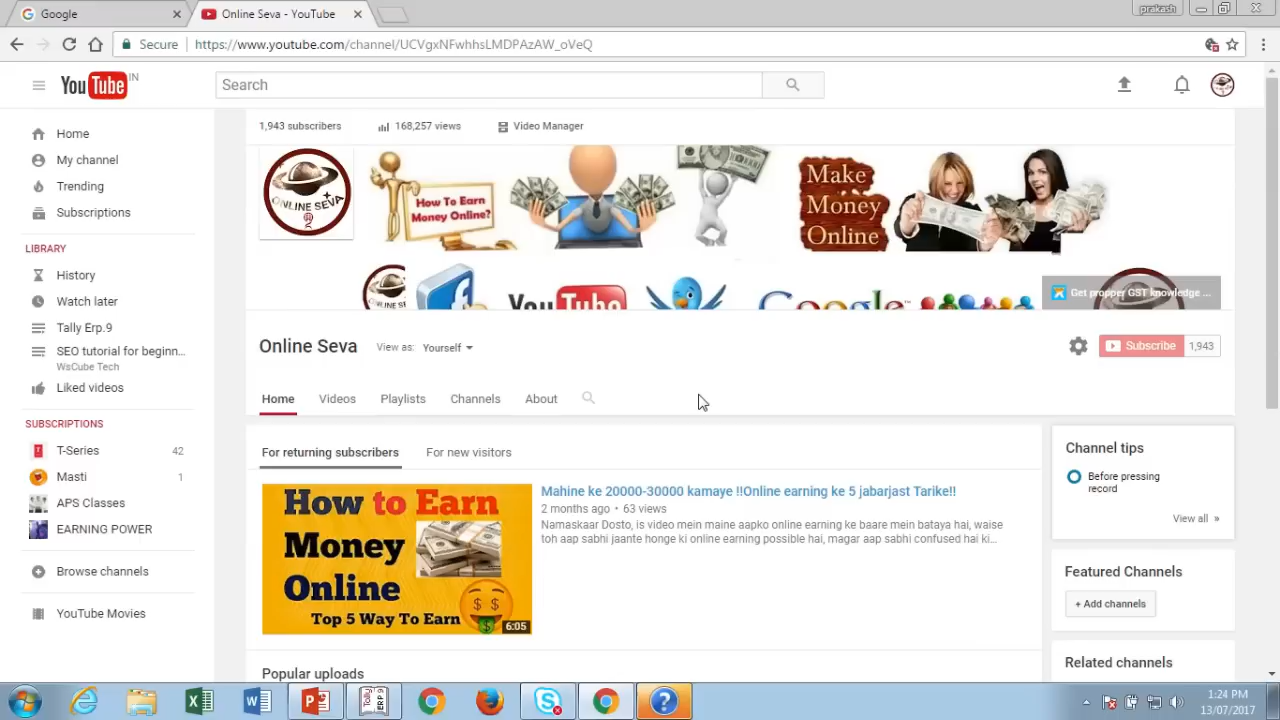 Google
Online Seva - YouTube
prakash
Secure
https://www.youtube.com/channel/UCVgxNFwhhsLMDPAzAW_oVeQ
YouTube IN
Search
Home
My channel
Trending
Subscriptions
LIBRARY
History
Watch later
Tally Erp.9
SEO tutorial for beginn...
WsCube Tech
Liked videos
SUBSCRIPTIONS
T-Series 42
Masti 1
APS Classes
EARNING POWER
Browse channels
YouTube Movies
1,943 subscribers
168,257 views
Video Manager
ONLINE SEVA
How To Earn
Money Online?
Make
Money
Online
YouTube
Google
Get propper GST knowledge ...
Online Seva
View as: Yourself
Subscribe 1,943
Home
Videos
Playlists
Channels
About
For returning subscribers
For new visitors
How to Earn
Money
Online
Top 5 Way To Earn
6:05
Mahine ke 20000-30000 kamaye !!Online earning ke 5 jabarjast Tarike!!
2 months ago • 63 views
Namaskaar Dosto, is video mein maine aapko online earning ke baare mein bataya hai, waise
toh aap sabhi jaante honge ki online earning possible hai, magar aap sabhi confused hai ki...
Popular uploads
Channel tips
Before pressing
record
View all »
Featured Channels
+ Add channels
Related channels
1:24 PM
13/07/2017